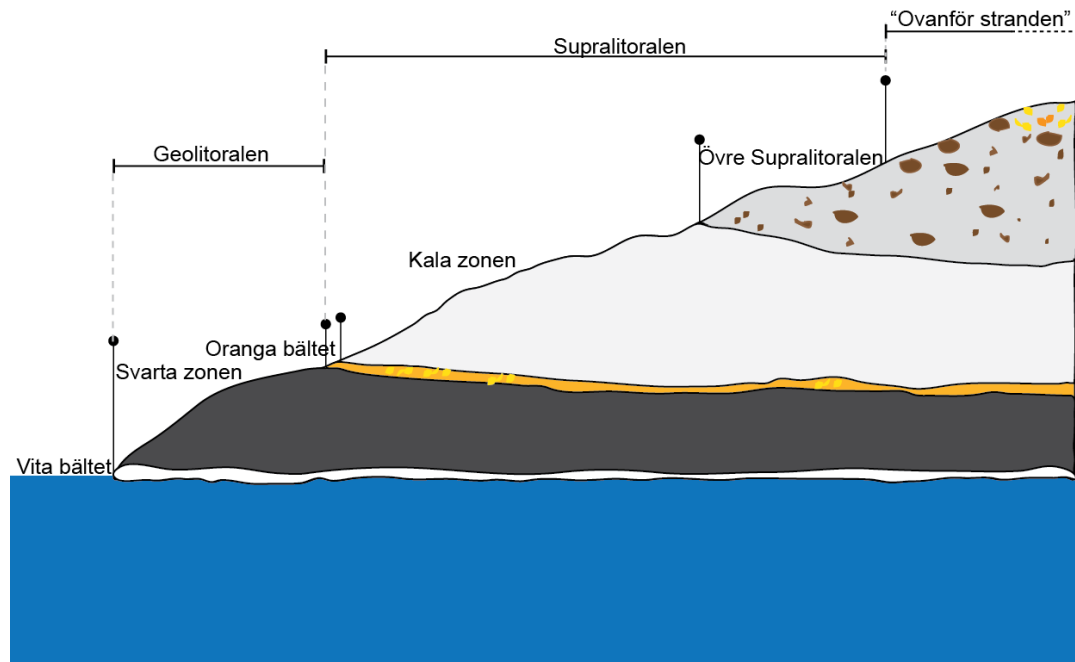 “Ovanför stranden”
Supralitoralen
Geolitoralen
Övre Supralitoralen
Kala zonen
Oranga bältet
Svarta zonen
Vita bältet